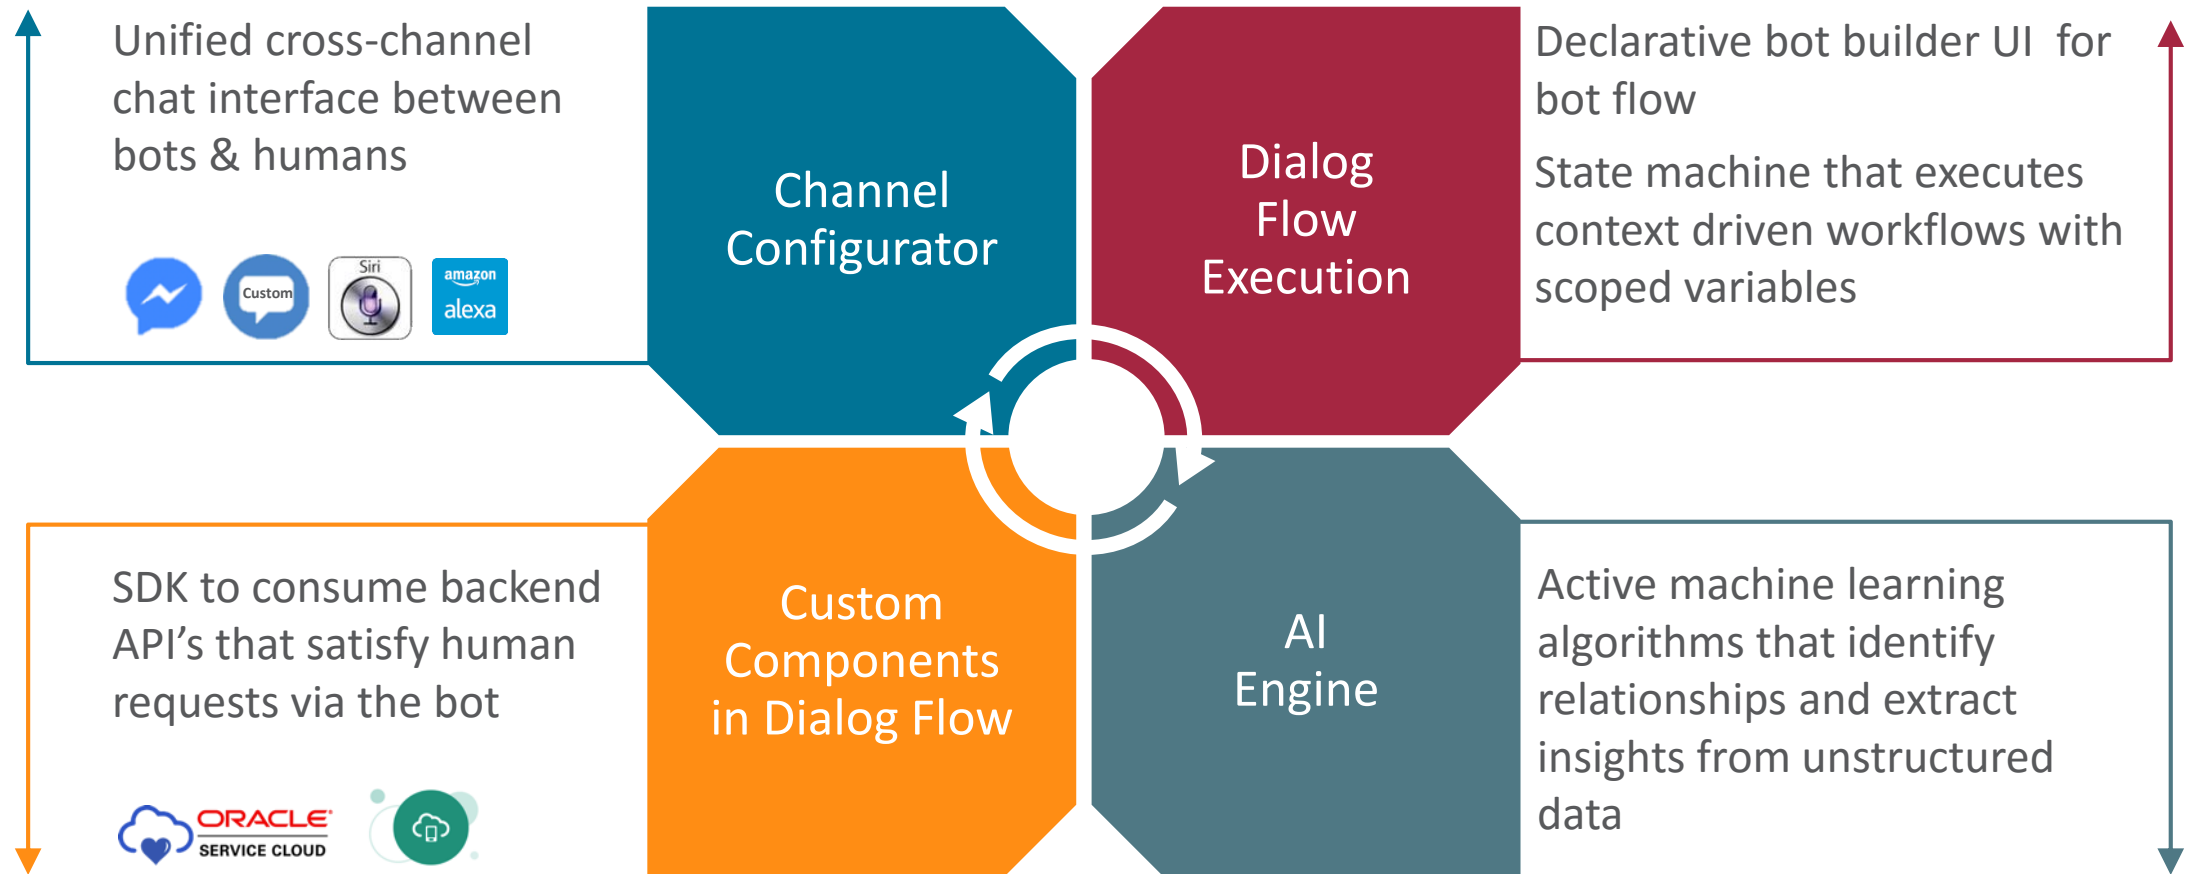 Unified cross-channel
chat interface between
bots & humans
Siri
Custom
amazon
alexa
Channel
Configurator
Dialog
Flow
Execution
Declarative bot builder UI  for
bot flow
State machine that executes
context driven workflows with
scoped variables
SDK to consume backend
API’s that satisfy human
requests via the bot
ORACLE
SERVICE CLOUD
Custom
Components
in Dialog Flow
AI
Engine
Active machine learning
algorithms that identify
relationships and extract
insights from unstructured
data